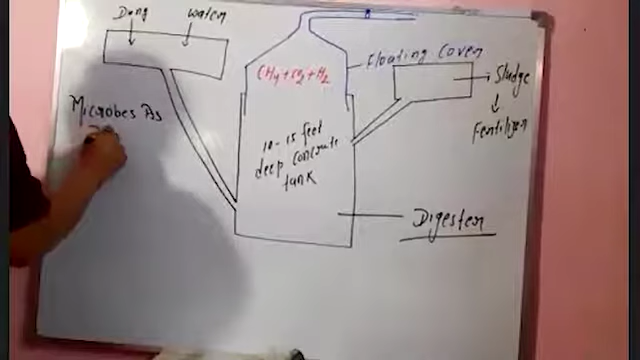 Dung water
CH4+CO2+H2
Floating Cover
Sludge
Fertilizer
Microbes As
10-15 feet
deep concrete
tank
Digester